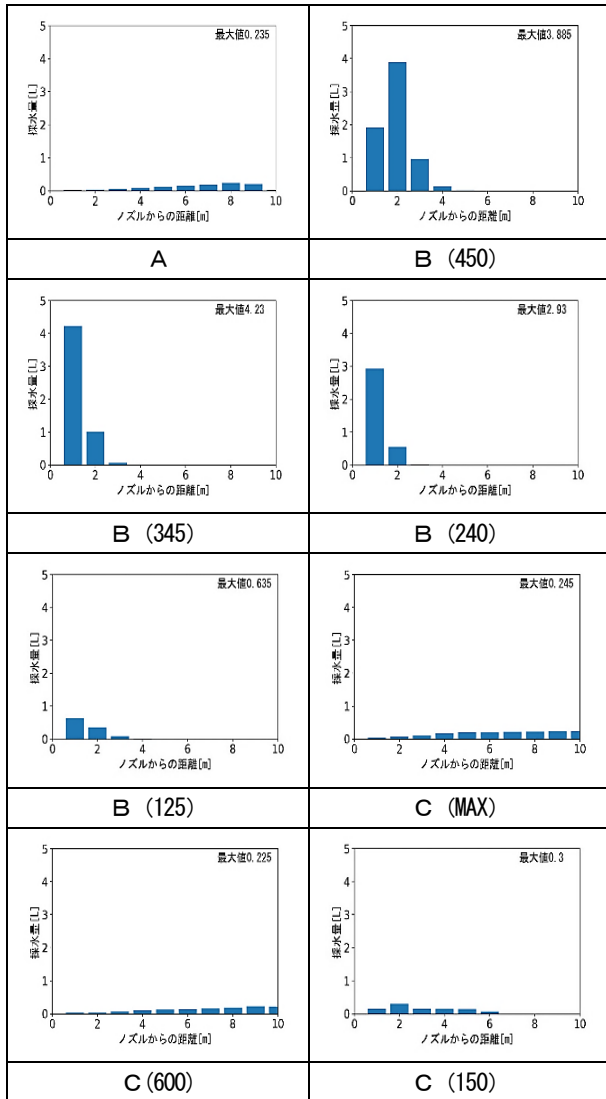 最大値0.235
採水量[L]
5
4
3
2
1
0
0 2 4 6 8 10
ノズルからの距離[m]
A
最大値3.885
採水量[L]
5
4
3
2
1
0
0 2 4 6 8 10
ノズルからの距離[m]
B (450)
最大値4.23
採水量[L]
5
4
3
2
1
0
0 2 4 6 8 10
ノズルからの距離[m]
B (345)
最大値2.93
採水量[L]
5
4
3
2
1
0
0 2 4 6 8 10
ノズルからの距離[m]
B (240)
最大値0.635
採水量[L]
5
4
3
2
1
0
0 2 4 6 8 10
ノズルからの距離[m]
B (125)
最大値0.245
採水量[L]
5
4
3
2
1
0
0 2 4 6 8 10
ノズルからの距離[m]
C (MAX)
最大値0.225
採水量[L]
5
4
3
2
1
0
0 2 4 6 8 10
ノズルからの距離[m]
C (600)
最大値0.3
採水量[L]
5
4
3
2
1
0
0 2 4 6 8 10
ノズルからの距離[m]
C (150)